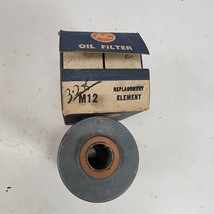 AC
OIL FILTER
M12
REPLACEMENT
ELEMENT